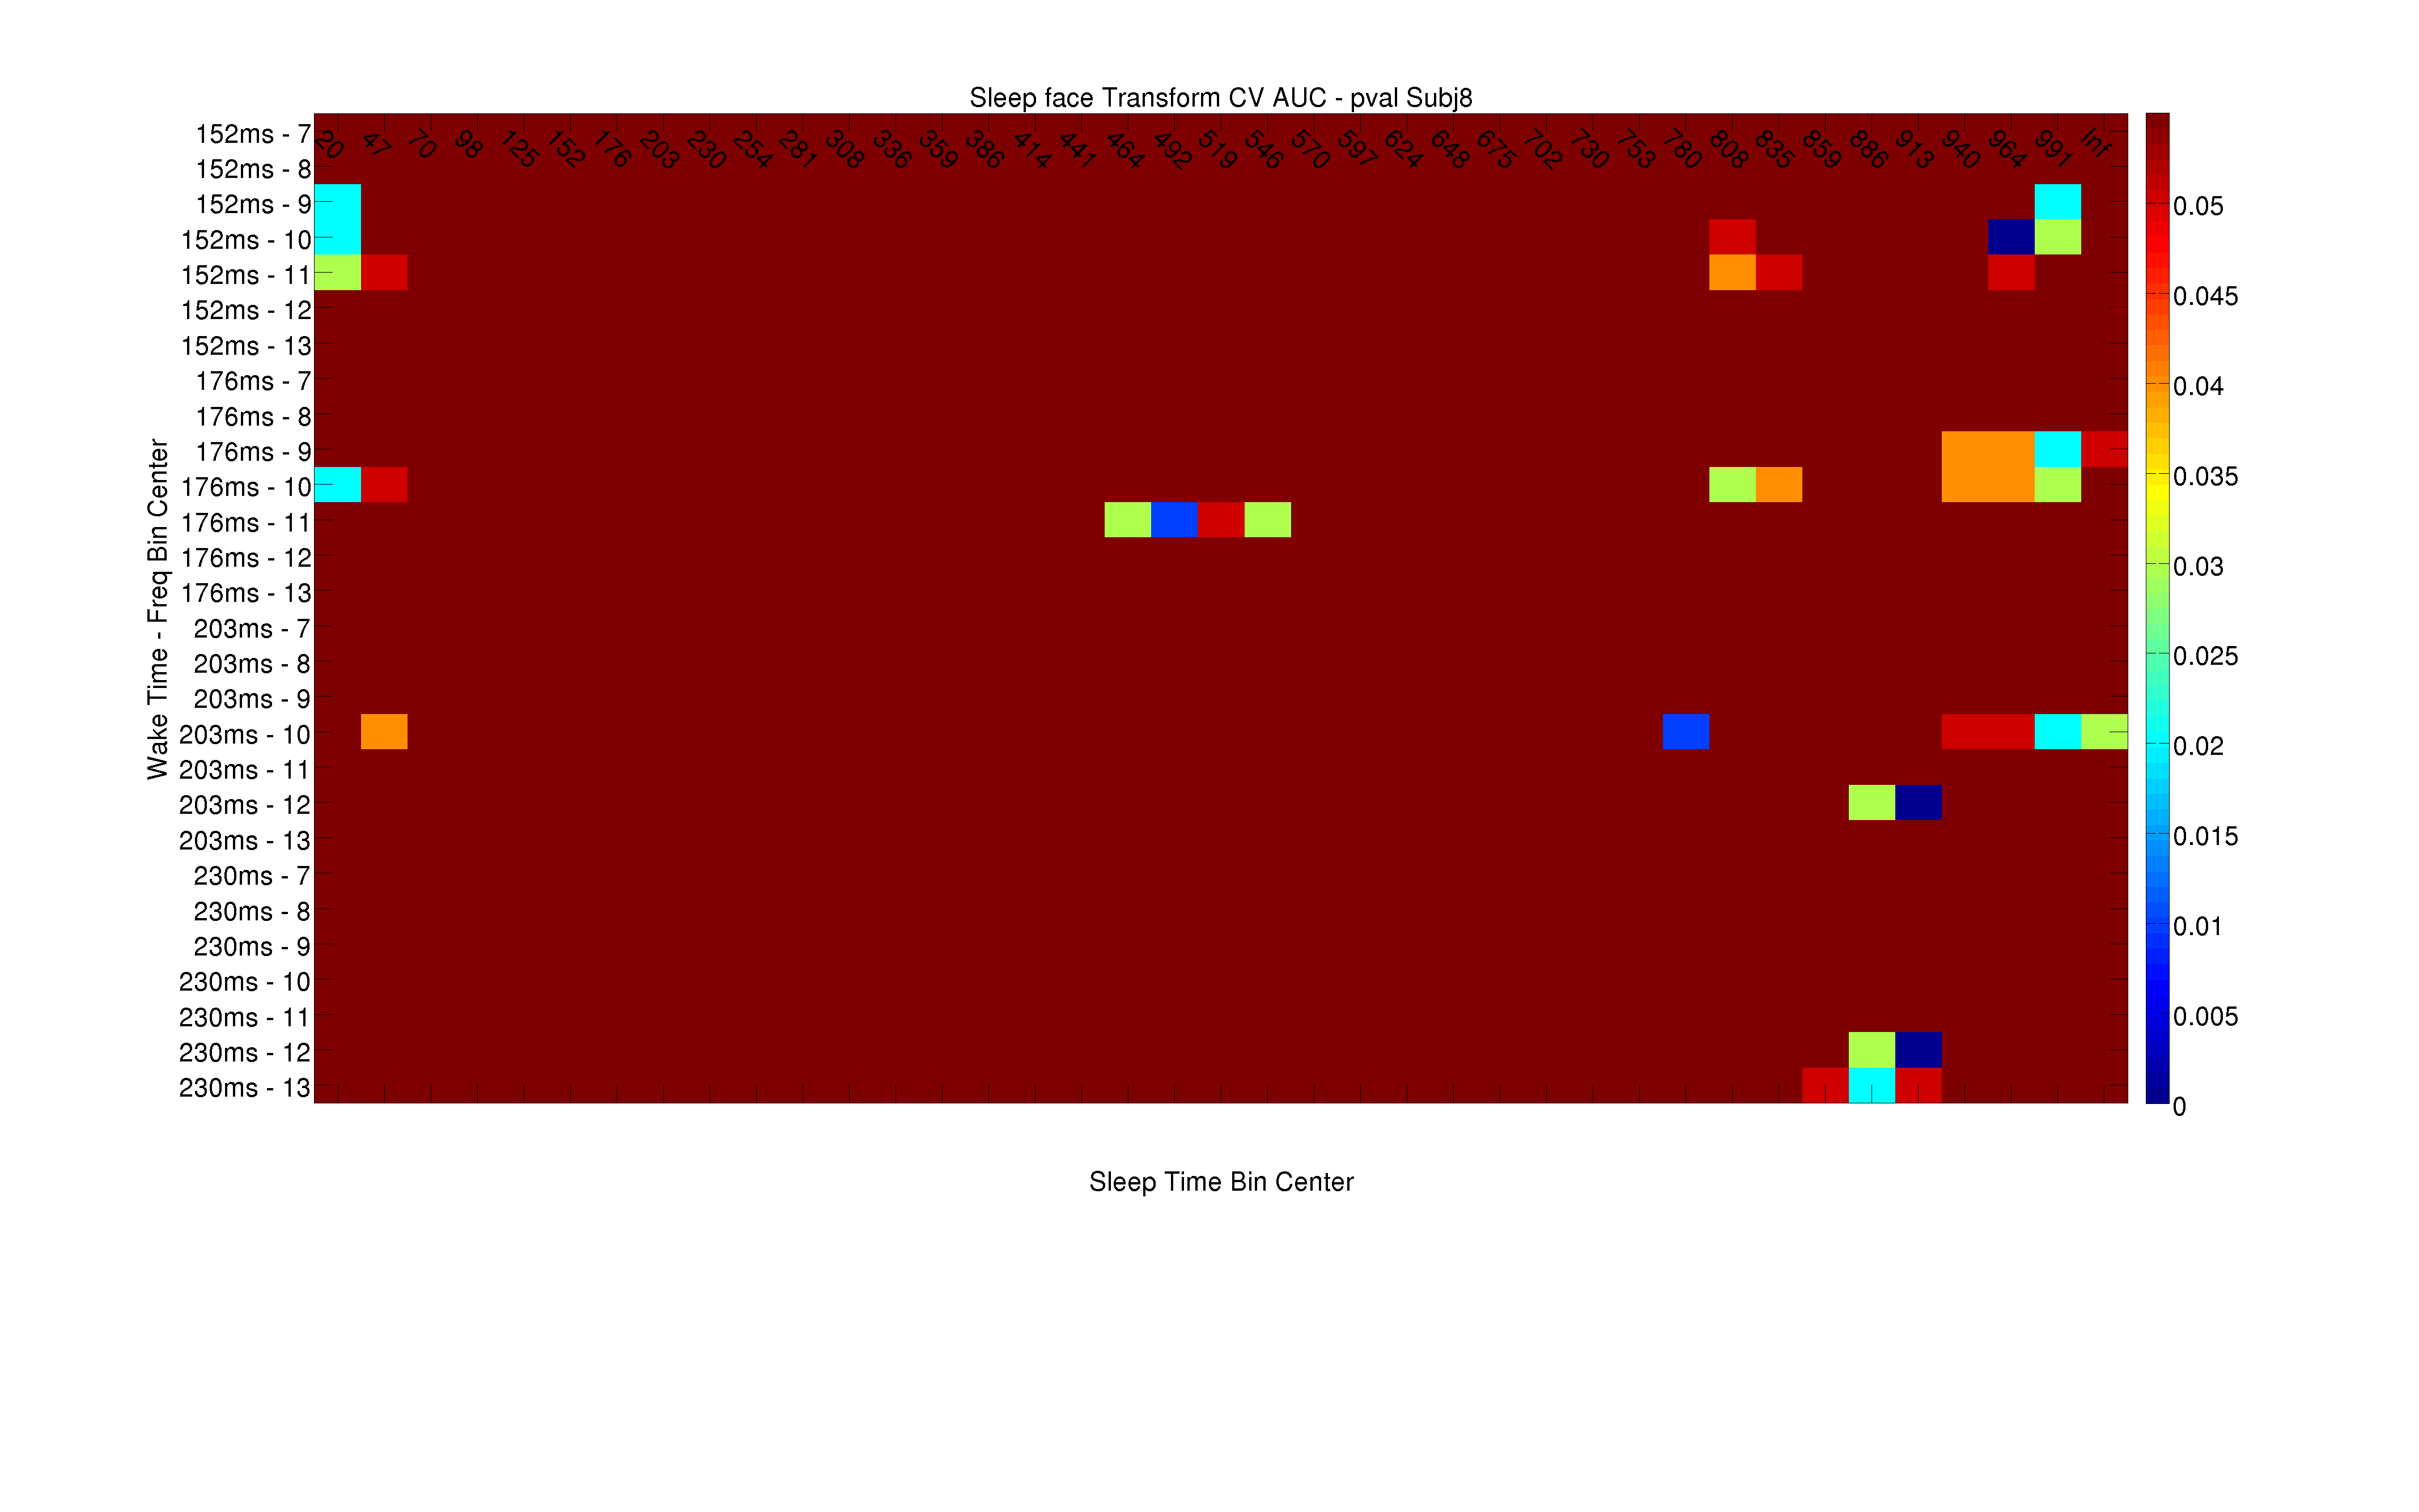 Sleep face Transform CV AUC - pval Subj8
20 47 70 98 125 152 176 203 230 254 281 308 336 359 386 414 441 464 492 519 546 570 597 624 648 675 702 730 753 780 808 835 859 886 913 940 964 991 Inf
Wake Time - Freq Bin Center
152ms - 7
152ms - 8
152ms - 9
152ms - 10
152ms - 11
152ms - 12
152ms - 13
176ms - 7
176ms - 8
176ms - 9
176ms - 10
176ms - 11
176ms - 12
176ms - 13
203ms - 7
203ms - 8
203ms - 9
203ms - 10
203ms - 11
203ms - 12
203ms - 13
230ms - 7
230ms - 8
230ms - 9
230ms - 10
230ms - 11
230ms - 12
230ms - 13
0.05
0.045
0.04
0.035
0.03
0.025
0.02
0.015
0.01
0.005
0
Sleep Time Bin Center